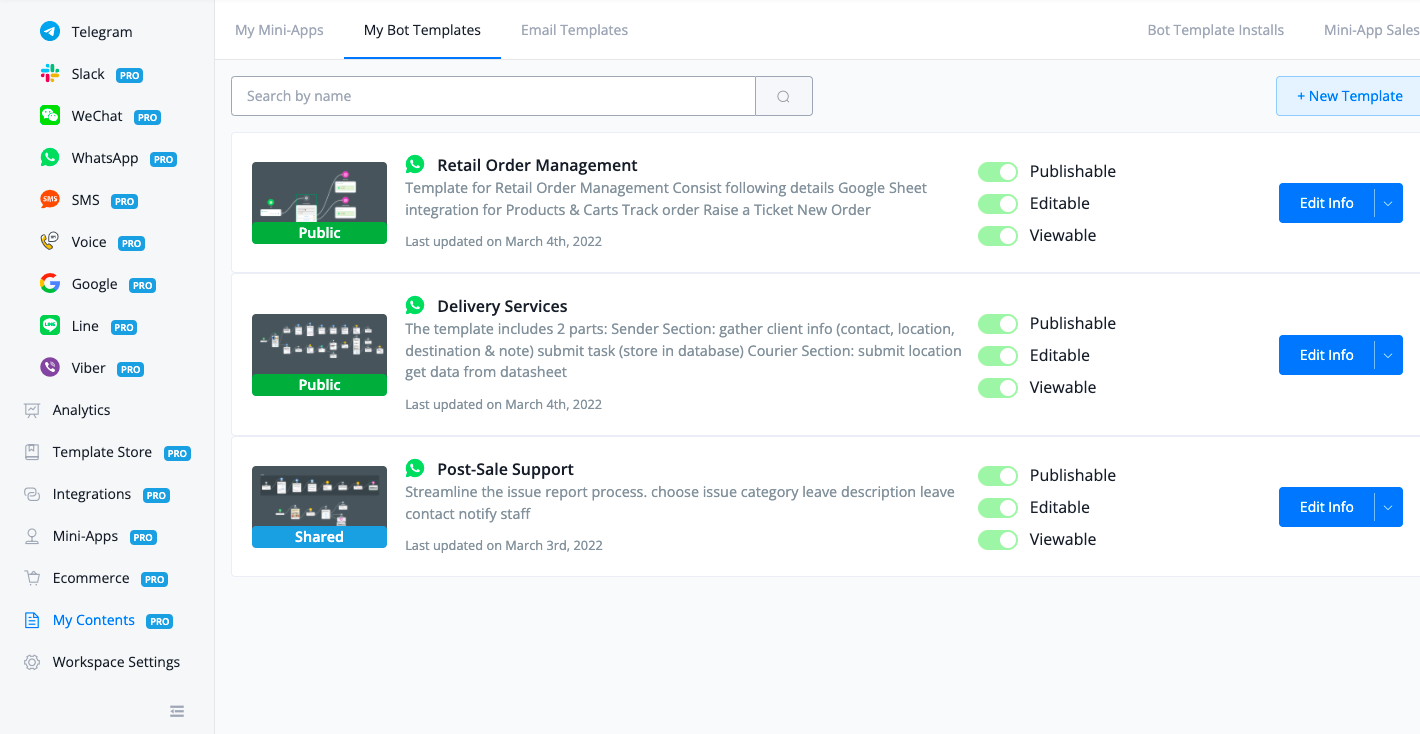 Telegram
Slack PRO
WeChat PRO
WhatsApp PRO
SMS SMS PRO
Voice PRO
Google PRO
LINE Line PRO
Viber PRO
Analytics
Template Store PRO
Integrations PRO
Mini-Apps PRO
Ecommerce PRO
My Contents PRO
Workspace Settings
My Mini-Apps My Bot Templates Email Templates Bot Template Installs Mini-App Sales
Search by name
+ New Template
Public
Retail Order Management
Template for Retail Order Management Consist following details Google Sheet
integration for Products & Carts Track order Raise a Ticket New Order
Last updated on March 4th, 2022
Publishable
Editable
Viewable
Edit Info
Public
Delivery Services
The template includes 2 parts: Sender Section: gather client info (contact, location,
destination & note) submit task (store in database) Courier Section: submit location
get data from datasheet
Last updated on March 4th, 2022
Publishable
Editable
Viewable
Edit Info
Shared
Post-Sale Support
Streamline the issue report process. choose issue category leave description leave
contact notify staff
Last updated on March 3rd, 2022
Publishable
Editable
Viewable
Edit Info